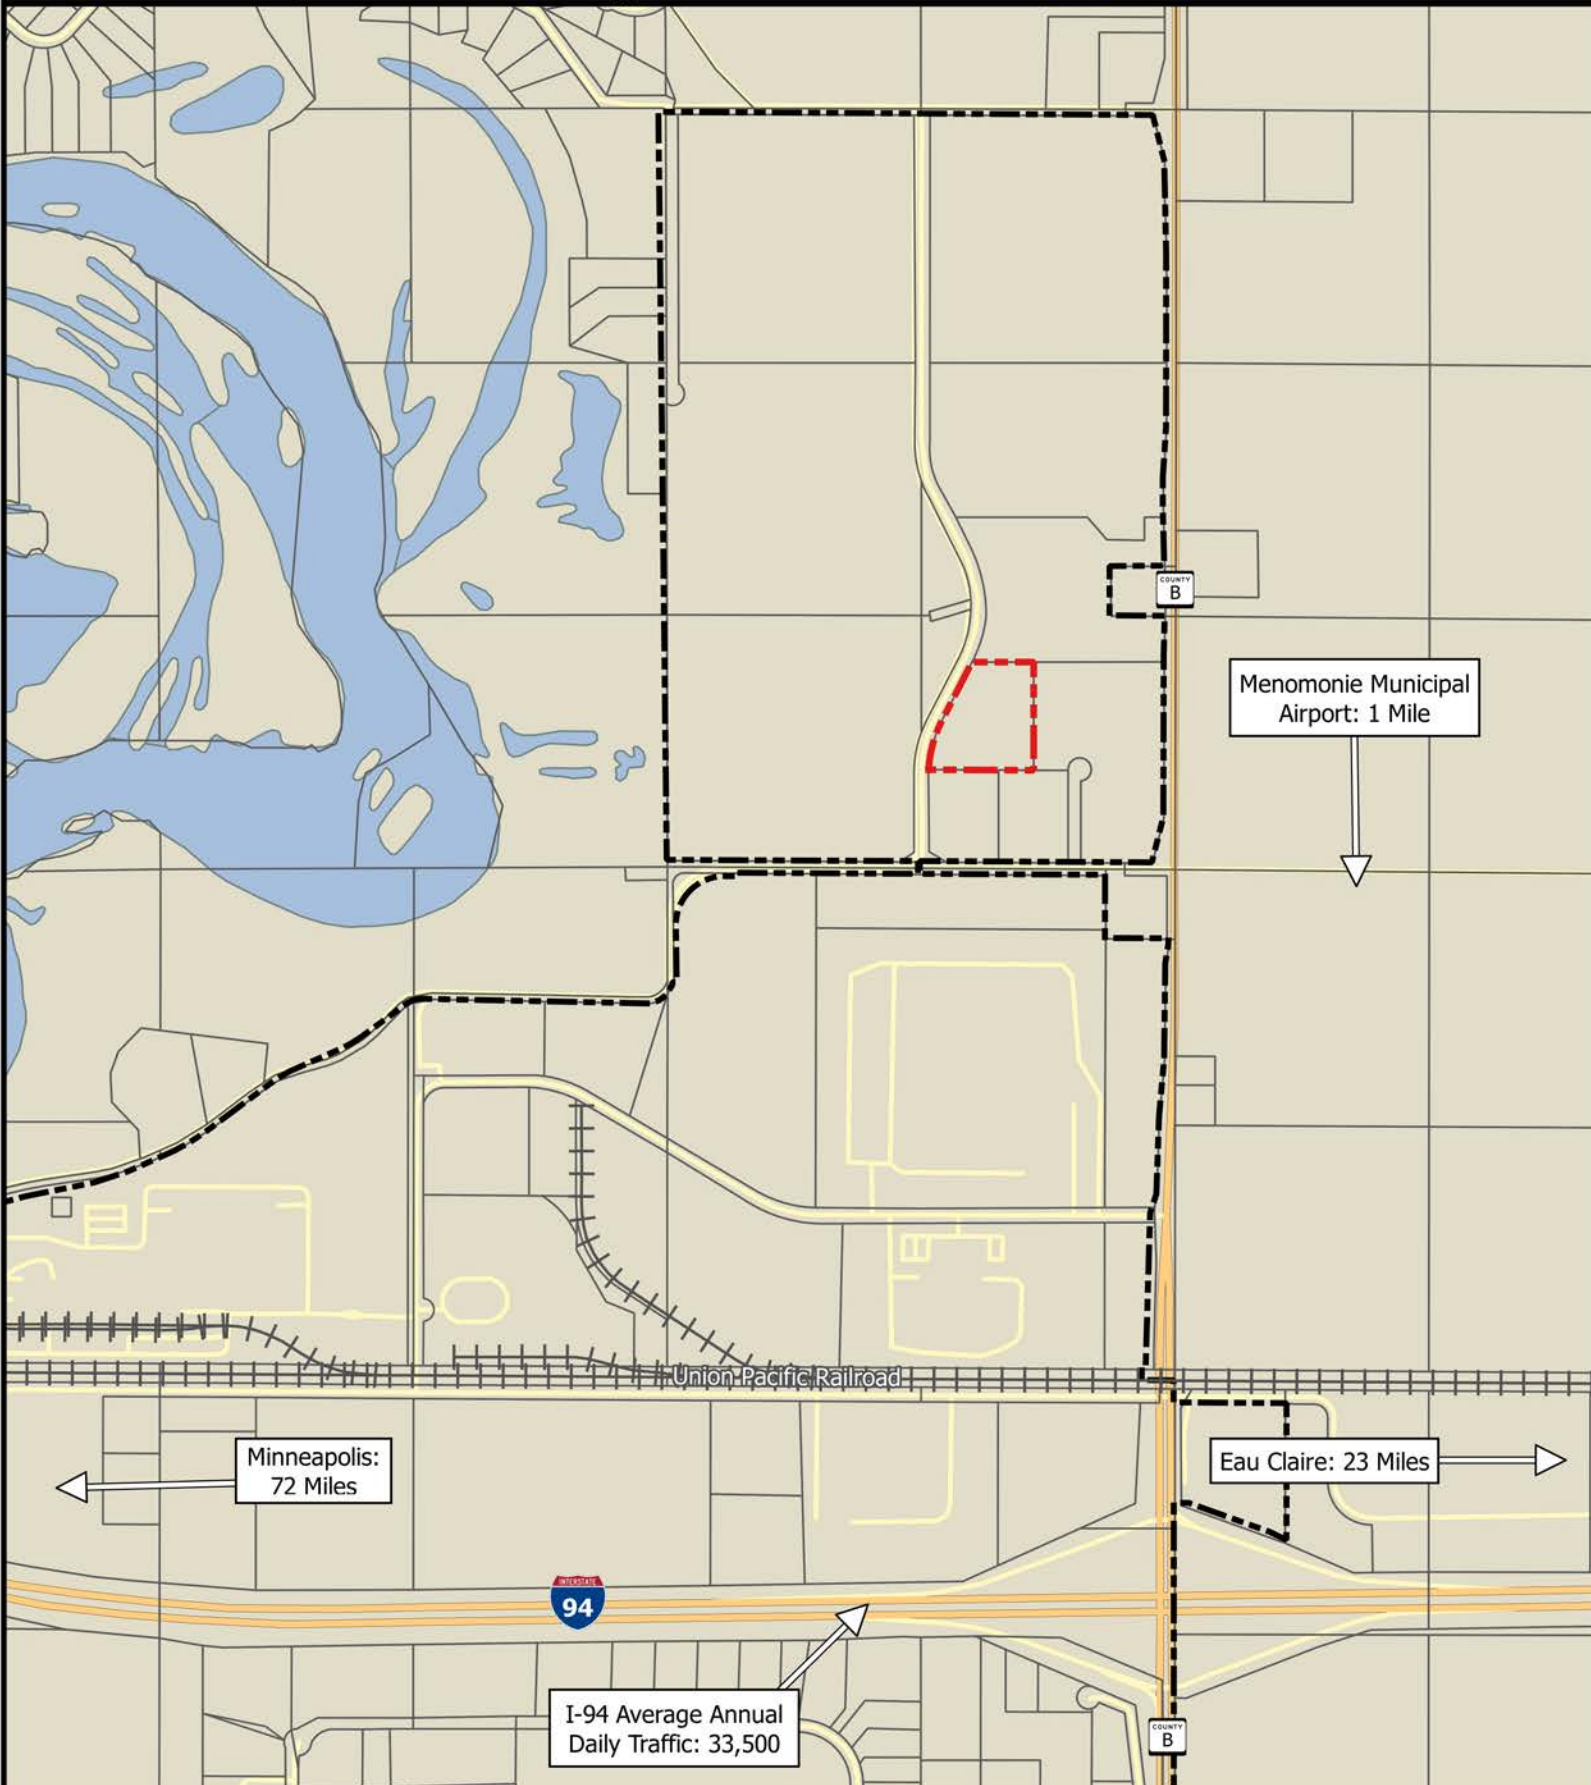 COUNTY
B
Menomonie Municipal
Airport: 1 Mile
Union Pacific Railroad
Minneapolis:
72 Miles
Eau Claire: 23 Miles
INTERSTATE
94
I-94 Average Annual
Daily Traffic: 33,500
COUNTY
B